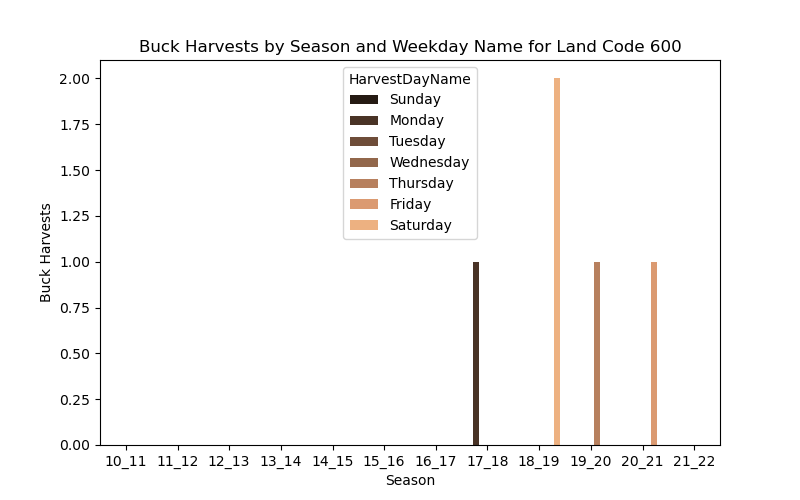 Buck Harvests by Season and Weekday Name for Land Code 600
HarvestDayName
Sunday
Monday
Tuesday
Wednesday
Thursday
Friday
Saturday
Buck Harvests
2.00
1.75
1.50
1.25
1.00
0.75
0.50
0.25
0.00
10_11 11_12 12_13 13_14 14_15 15_16 16_17 17_18 18_19 19_20 20_21 21_22
Season